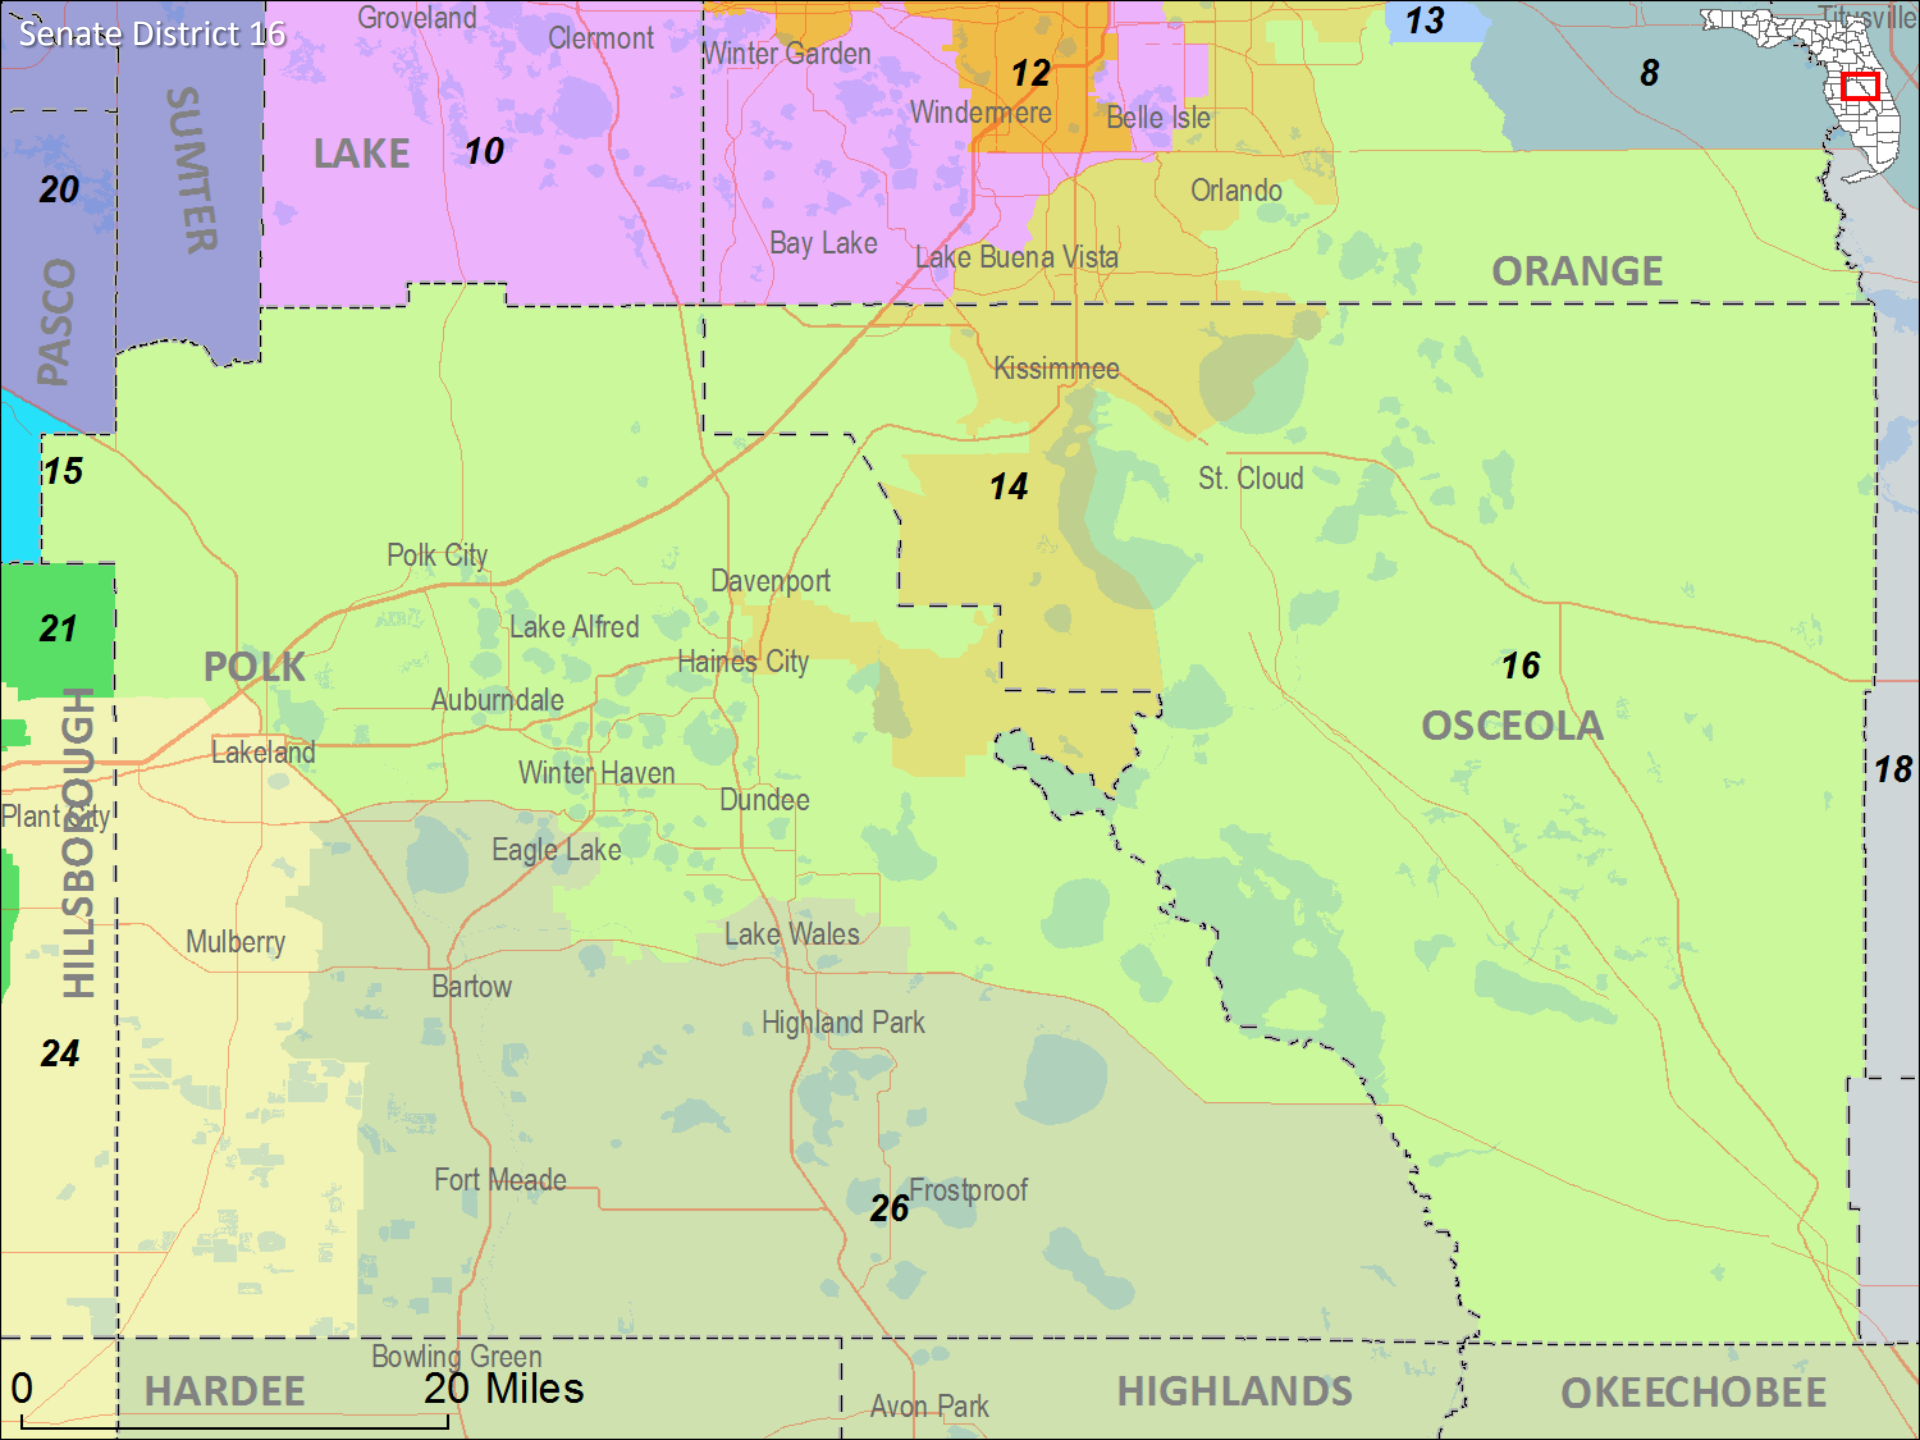 Senate District 16
Groveland
Clermont
Winter Garden
12
13
8
Titusville
SUMTER
LAKE
10
Windermere
Belle Isle
20
Orlando
PASCO
Bay Lake
Lake Buena Vista
ORANGE
Kissimmee
15
14
St. Cloud
Polk City
Davenport
21
Lake Alfred
POLK
Haines City
16
Auburndale
OSCEOLA
HILLSBOROUGH
Lakeland
Winter Haven
18
Dundee
Plant City
Eagle Lake
Mulberry
Lake Wales
Bartow
Highland Park
24
Fort Meade
26
Frostproof
Bowling Green
0
20 Miles
HARDEE
Avon Park
HIGHLANDS
OKEECHOBEE